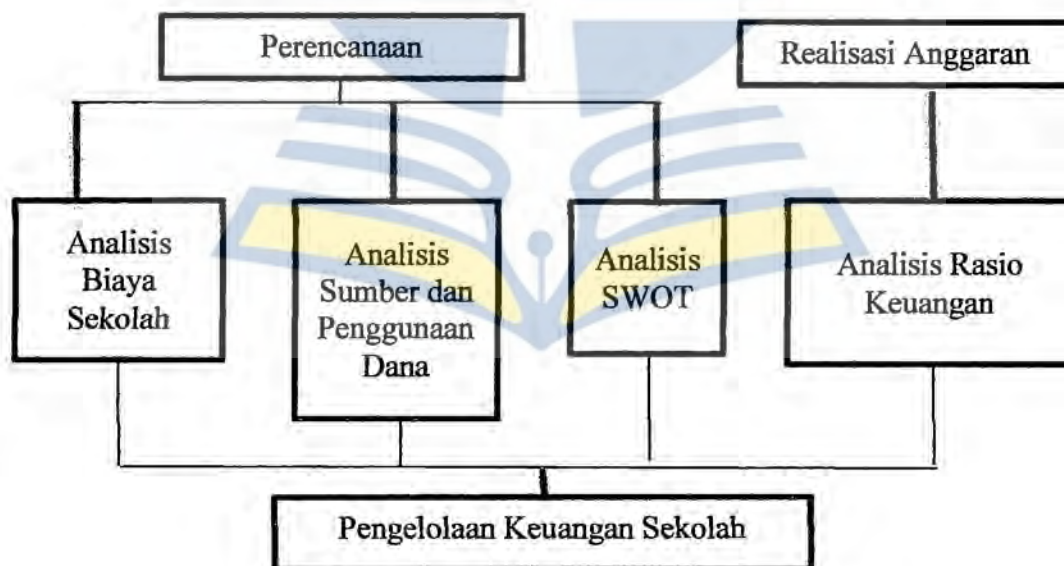 Perencanaan
Realisasi Anggaran
Analisis
Biaya
Sekolah
Analisis
Sumber dan
Penggunaan
Dana
Analisis
SWOT
Analisis Rasio
Keuangan
Pengelolaan Keuangan Sekolah